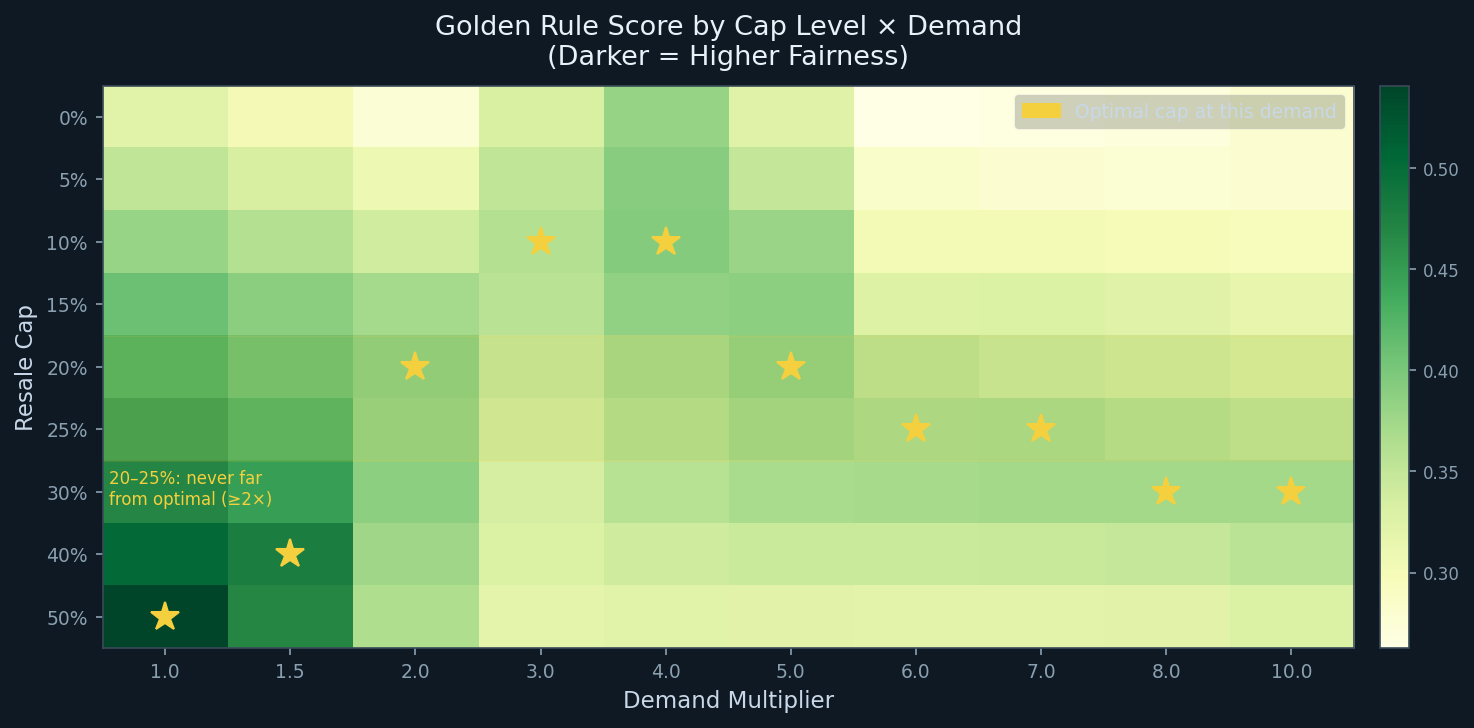 Golden Rule Score by Cap Level × Demand
(Darker = Higher Fairness)
Optimal cap at this demand
Resale Cap
0%
5%
10%
15%
20%
25%
30%
40%
50%
20–25%: never far
from optimal (≥2×)
1.0 1.5 2.0 3.0 4.0 5.0 6.0 7.0 8.0 10.0
Demand Multiplier
0.50
0.45
0.40
0.35
0.30